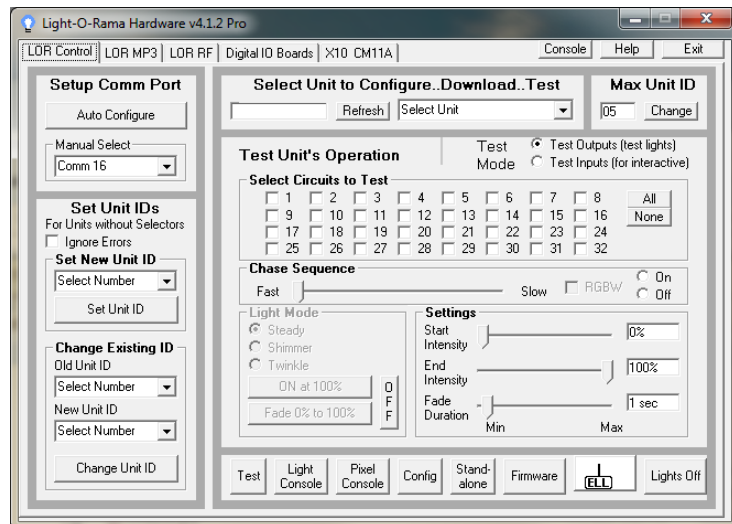 Light-O-Rama Hardware v4.1.2 Pro
LOR Control LOR MP3 LOR RF Digital IO Boards X10 CM11A Console Help Exit
Setup Comm Port
Auto Configure
Manual Select
Comm 16
Set Unit IDs
For Units without Selectors
Ignore Errors
Set New Unit ID
Select Number
Set Unit ID
Change Existing ID
Old Unit ID
Select Number
New Unit ID
Select Number
Change Unit ID
Select Unit to Configure..Download..Test
Refresh Select Unit
Max Unit ID
05 Change
Test Unit's Operation
Test Mode
Test Outputs (test lights)
Test Inputs (for interactive)
Select Circuits to Test
1 2 3 4 5 6 7 8 All
9 10 11 12 13 14 15 16 None
17 18 19 20 21 22 23 24
25 26 27 28 29 30 31 32
Chase Sequence
Fast Slow RGBW On
Off
Light Mode
Steady
Shimmer
Twinkle
ON at 100%
Fade 0% to 100%
OFF
Settings
Start Intensity 0%
End Intensity 100%
Fade Duration 1 sec
Min Max
Test Light Console Pixel Console Config Stand-alone Firmware ELL Lights Off